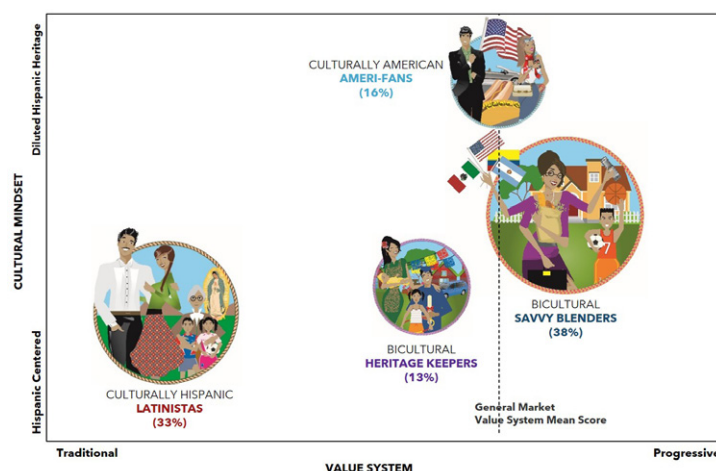 Diluted Hispanic Heritage
CULTURAL MINDSET
Hispanic Centered
CULTURALLY AMERICAN
AMERI-FANS
(16%)
BICULTURAL
SAVVY BLENDERS
(38%)
BICULTURAL
HERITAGE KEEPERS
(13%)
CULTURALLY HISPANIC
LATINISTAS
(33%)
7
General Market
Value System Mean Score
Traditional
Progressive
VALUE SYSTEM